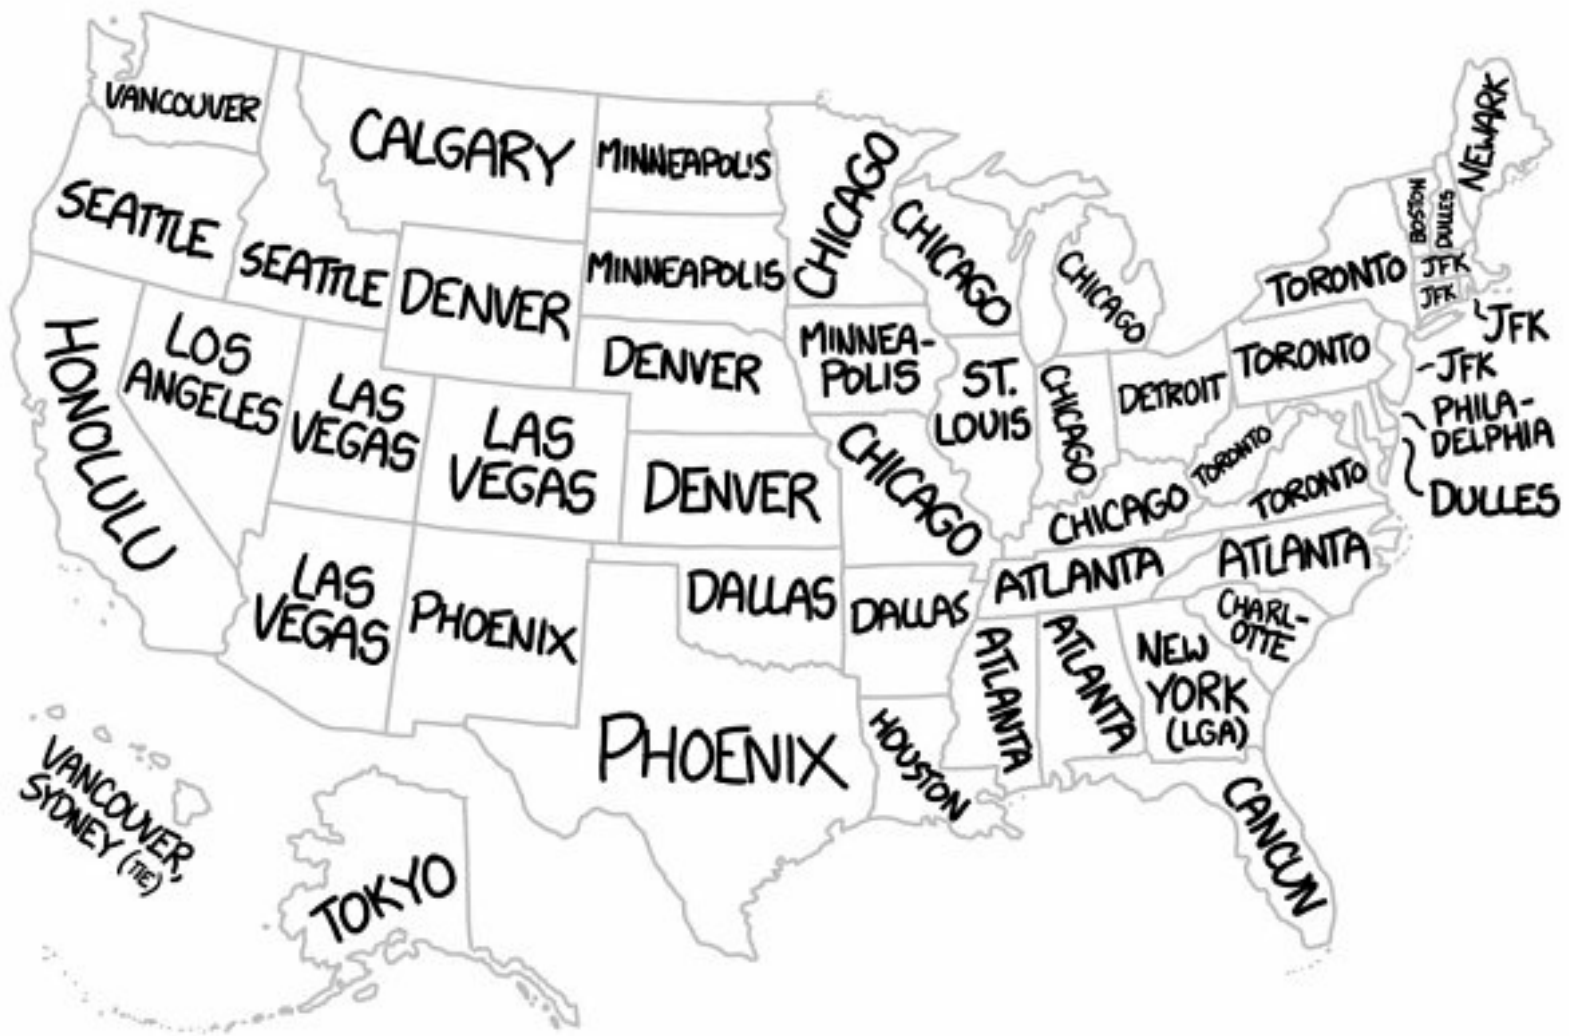 VANCOUVER
CALGARY
MINNEAPOLIS
CHICAGO
NEWARK
SEATTLE
SEATTLE
DENVER
MINNEAPOLIS
CHICAGO
CHICAGO
TORONTO
BOSTON
DULLES
JFK
JFK
JFK
HONOLULU
LOS
ANGELES
LAS
VEGAS
LAS
VEGAS
DENVER
MINNEA-
POLIS
ST.
LOUIS
CHICAGO
DETROIT
TORONTO
JFK
PHILA-
DELPHIA
DULLES
DENVER
CHICAGO
CHICAGO
TORONTO
TORONTO
LAS
VEGAS
PHOENIX
DALLAS
DALLAS
ATLANTA
ATLANTA
CHARL-
OTTE
ATLANTA
ATLANTA
NEW
YORK
(LGA)
PHOENIX
HOUSTON
CANCUN
VANCOUVER,
SYDNEY (TIE)
TOKYO